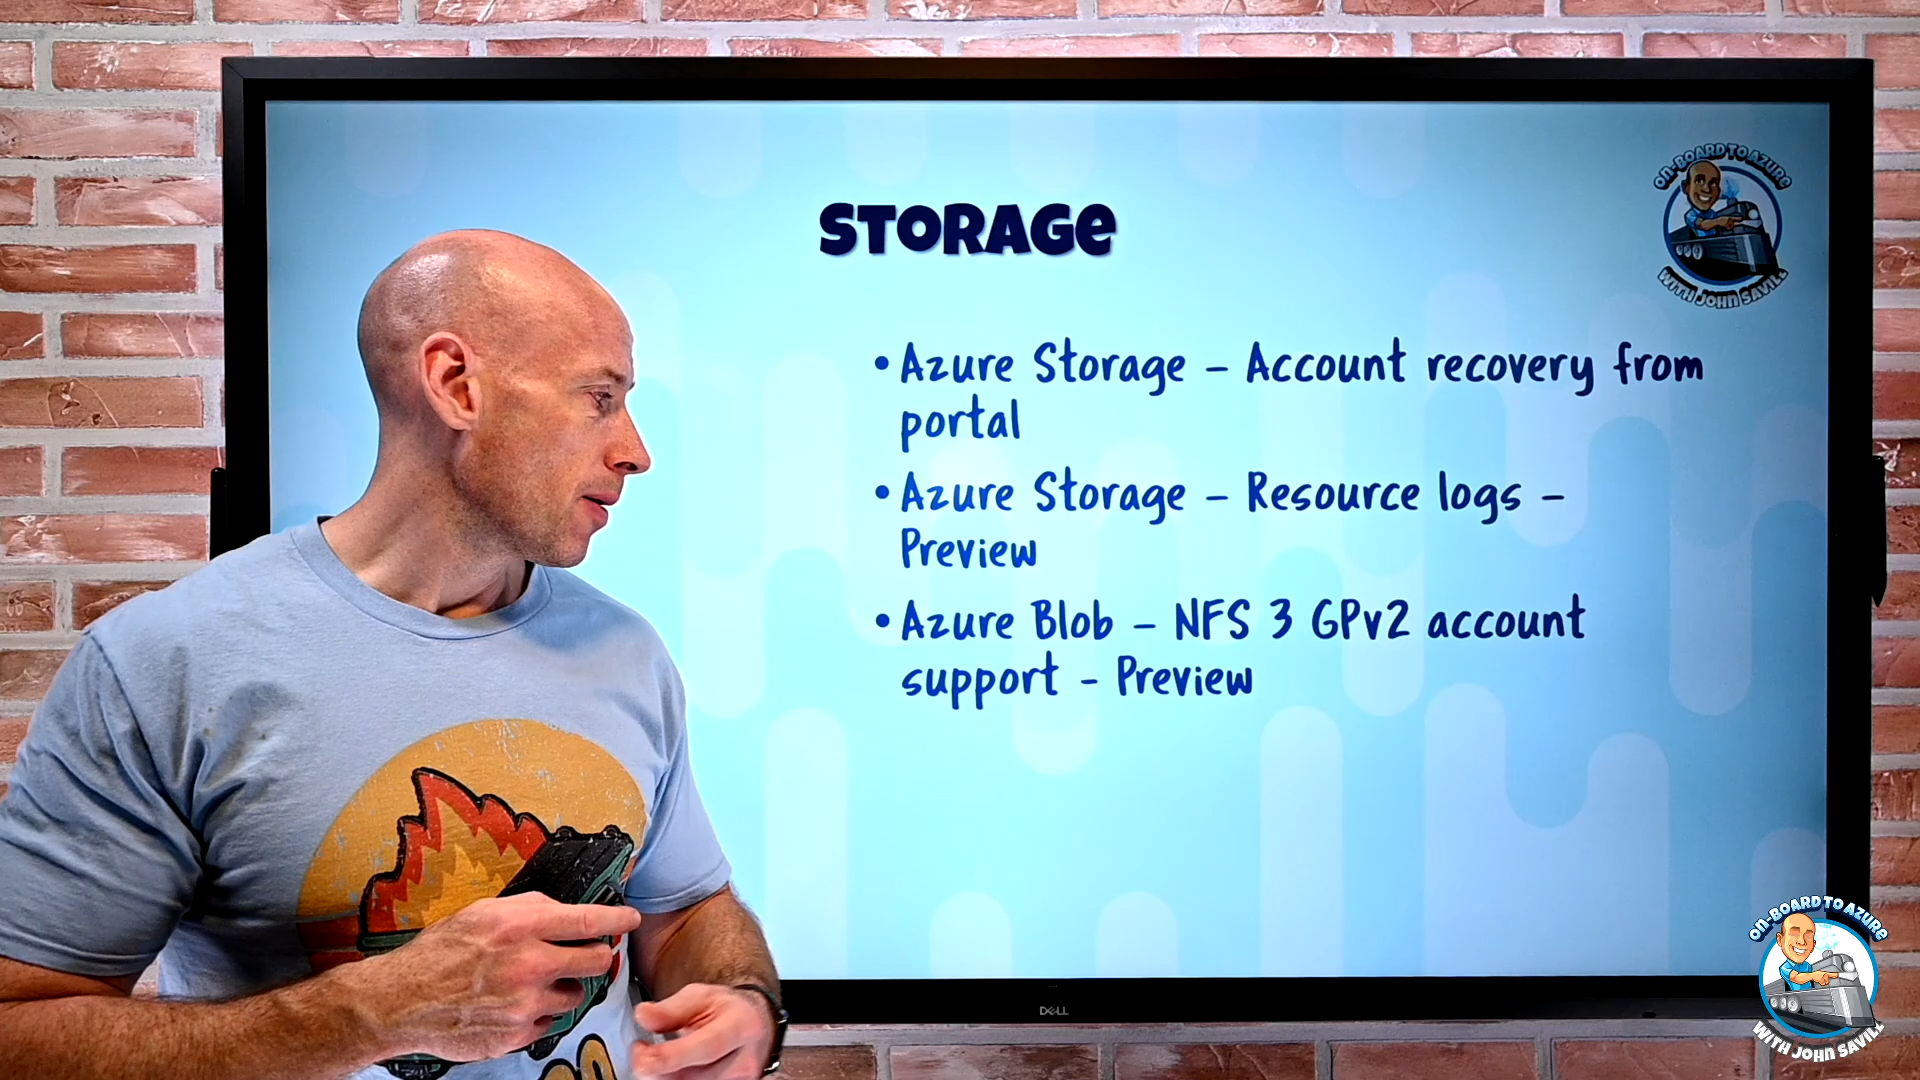 ON-BOARD TO AZURE
WITH JOHN SAVILL
STORAGE
• Azure Storage – Account recovery from
portal
• Azure Storage – Resource logs –
Preview
• Azure Blob – NFS 3 GPv2 account
support - Preview
DELL
ON-BOARD TO AZURE
WITH JOHN SAVILL